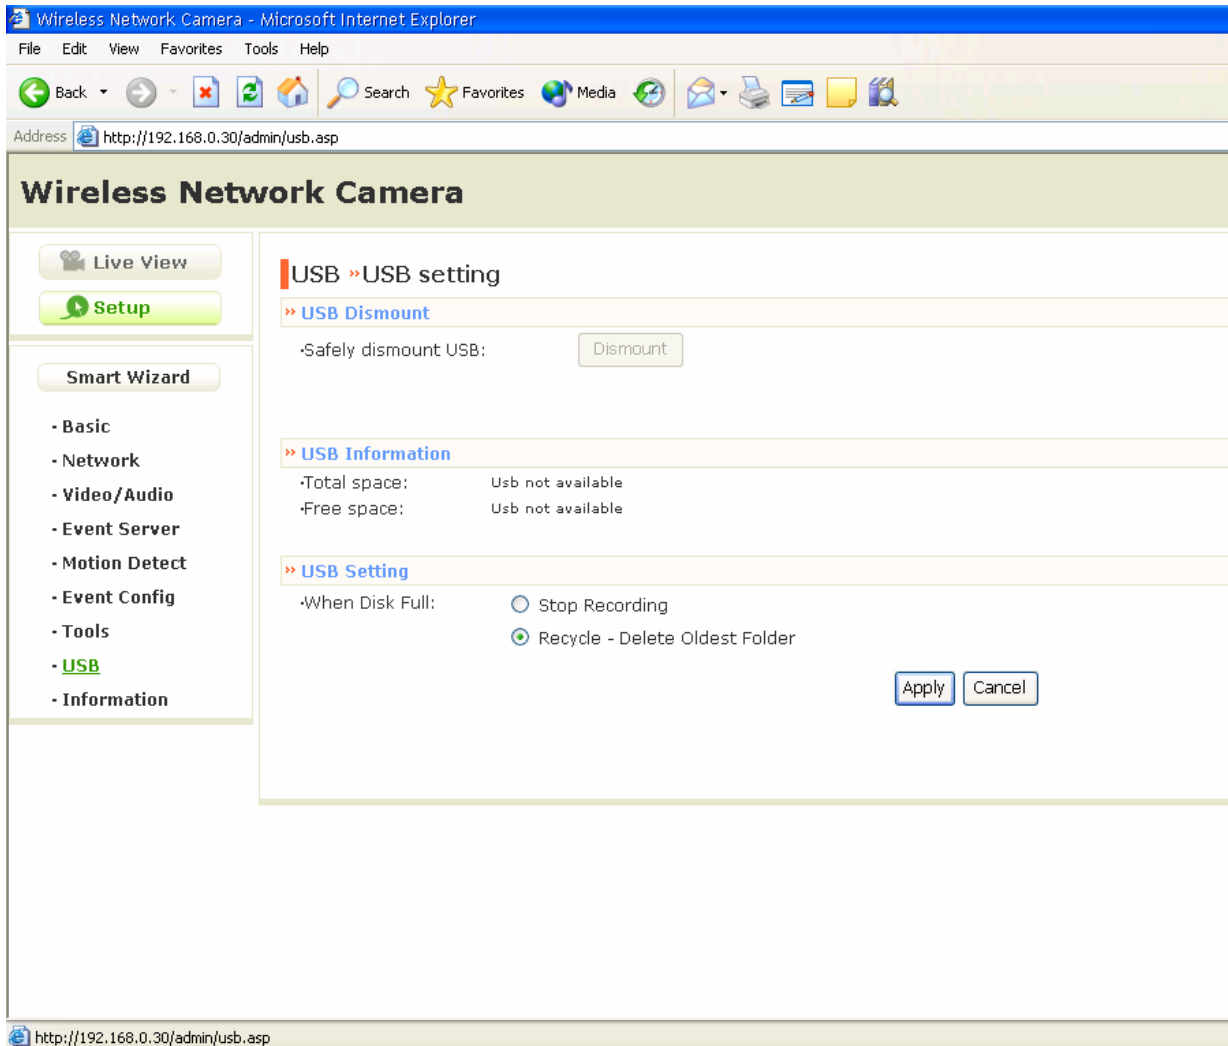 Wireless Network Camera - Microsoft Internet Explorer
File Edit View Favorites Tools Help
Back Search Favorites Media
Address http://192.168.0.30/admin/usb.asp
Wireless Network Camera
Live View
Setup
Smart Wizard
· Basic
· Network
· Video/Audio
· Event Server
· Motion Detect
· Event Config
· Tools
· USB
· Information
USB » USB setting
» USB Dismount
·Safely dismount USB: Dismount
» USB Information
·Total space: Usb not available
·Free space: Usb not available
» USB Setting
·When Disk Full: Stop Recording
Recycle - Delete Oldest Folder
Apply Cancel
http://192.168.0.30/admin/usb.asp